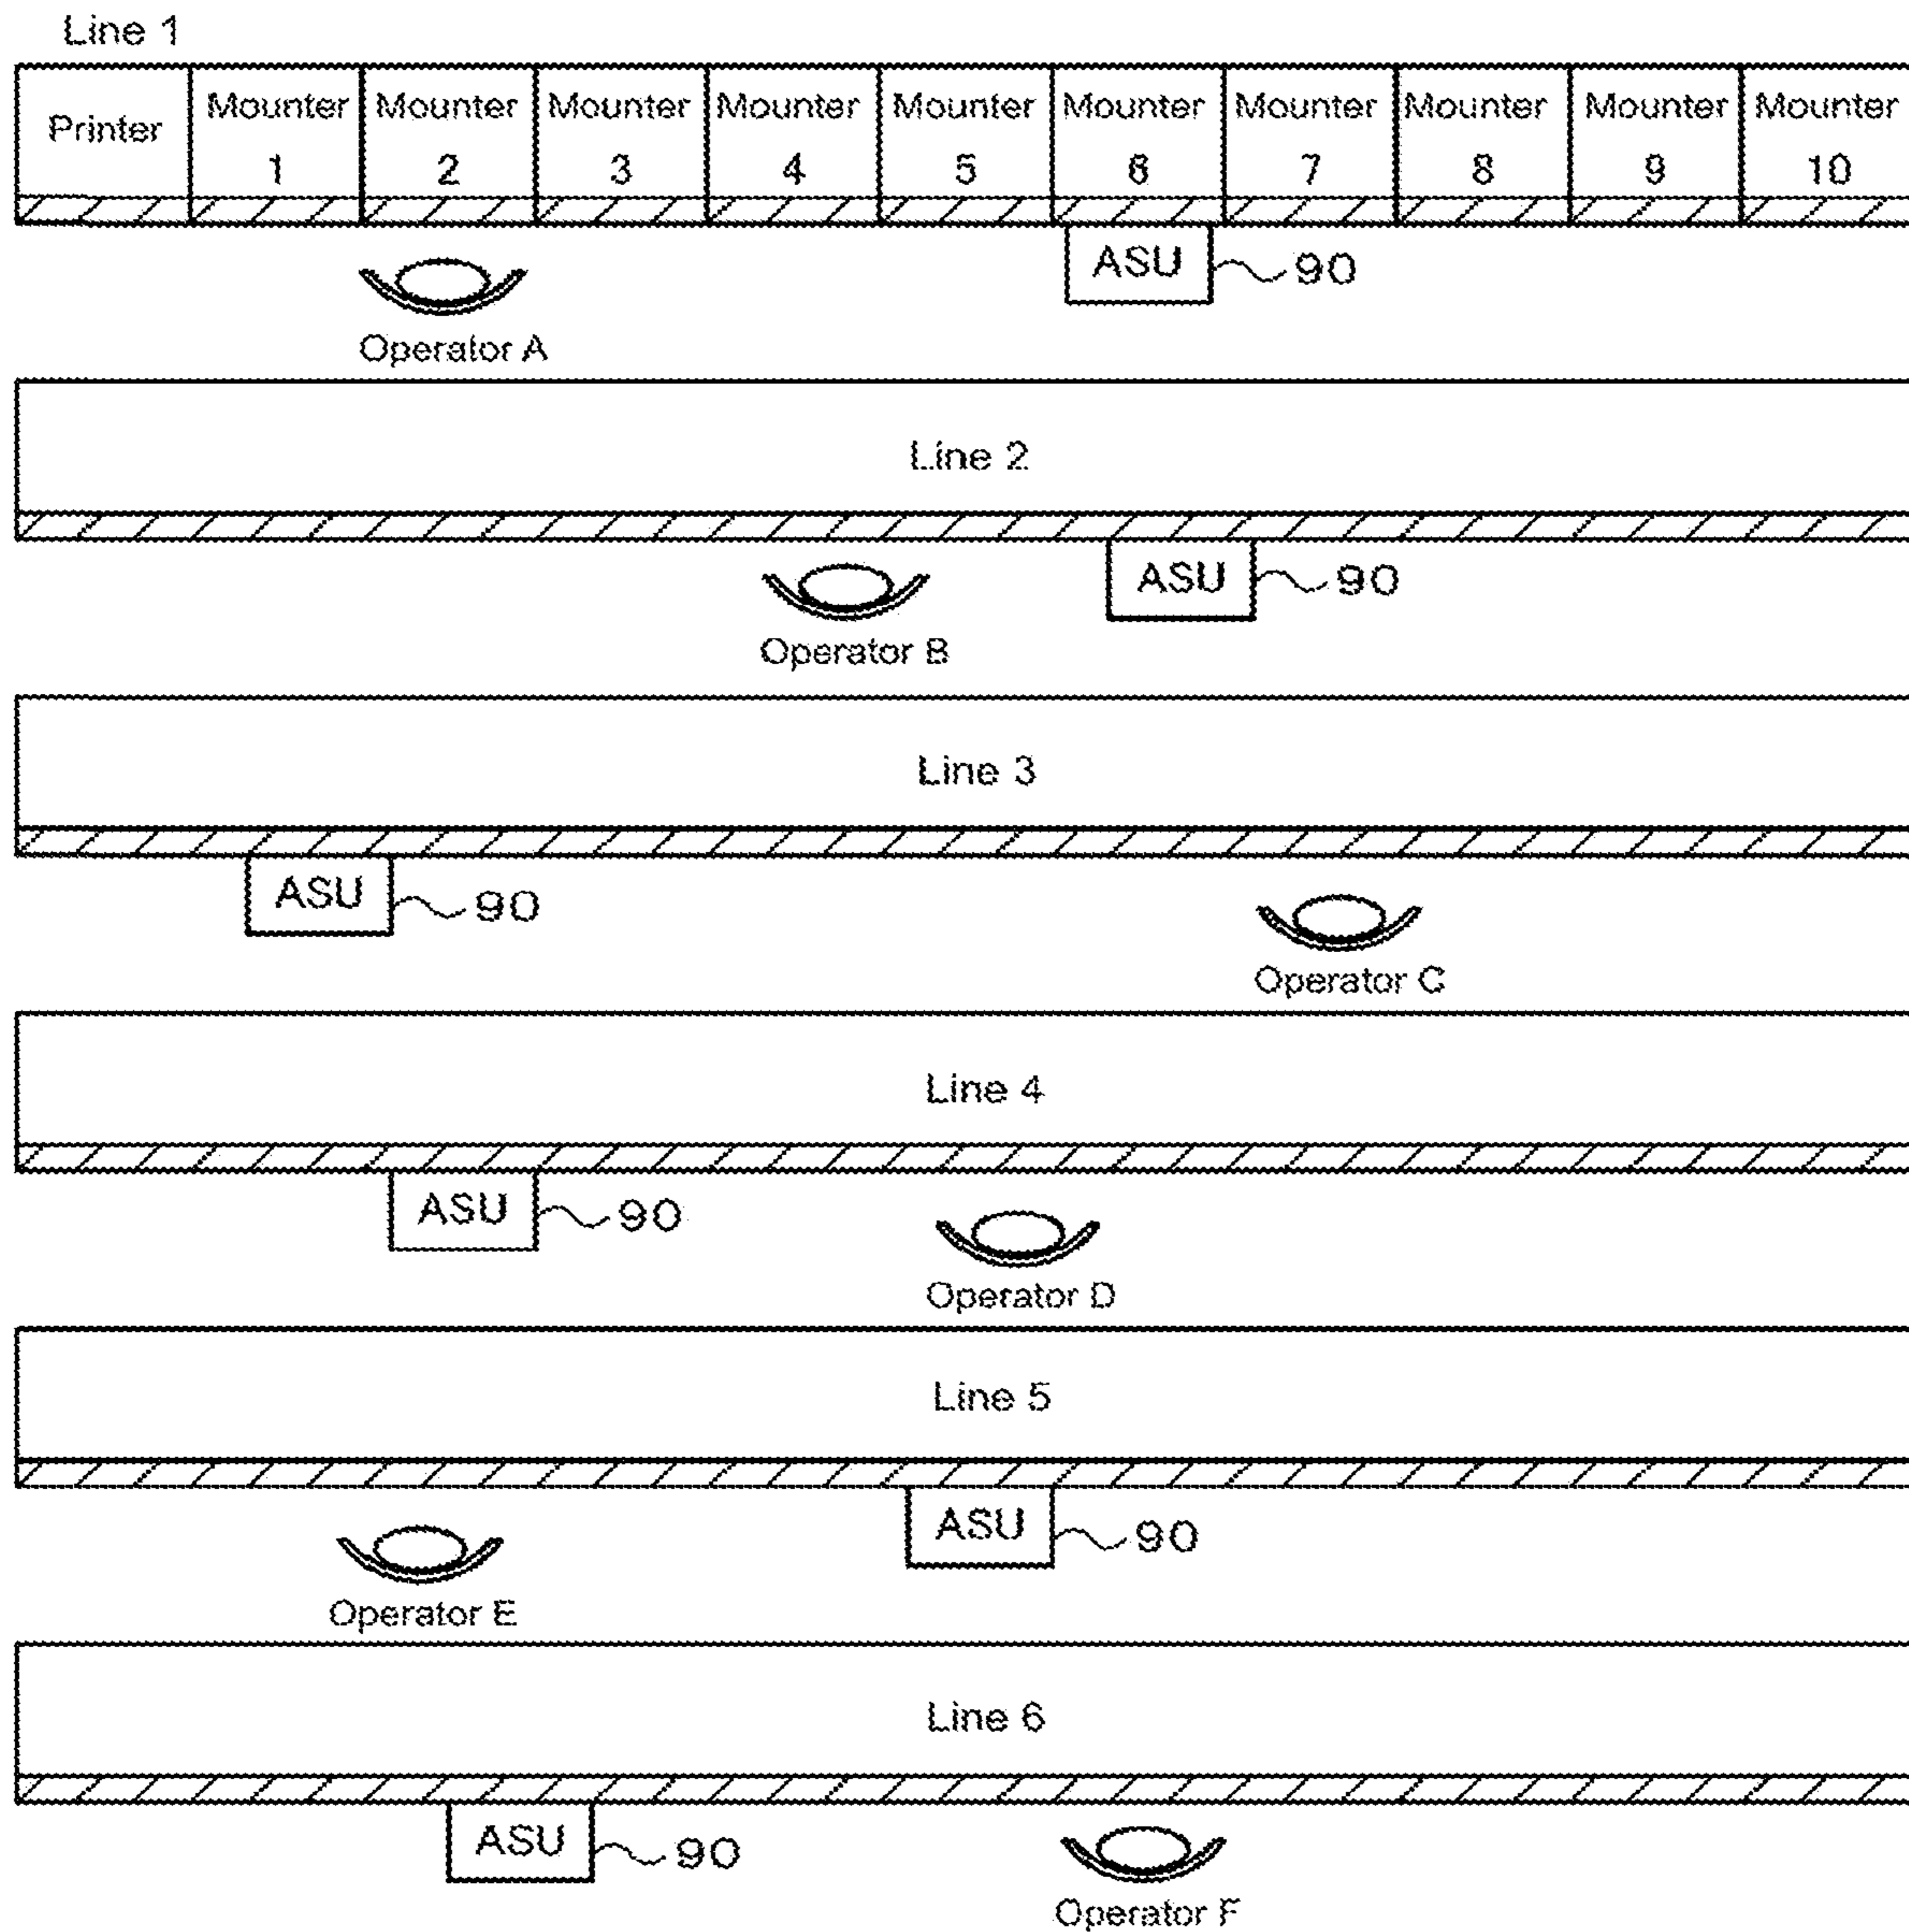 Line 1
Printer Mounter 1 Mounter 2 Mounter 3 Mounter 4 Mounter 5 Mounter 6 Mounter 7 Mounter 8 Mounter 9 Mounter 10
ASU 90
Operator A
Line 2
ASU 90
Operator B
Line 3
ASU 90
Operator C
Line 4
ASU 90
Operator D
Line 5
ASU 90
Operator E
Line 6
ASU 90
Operator F